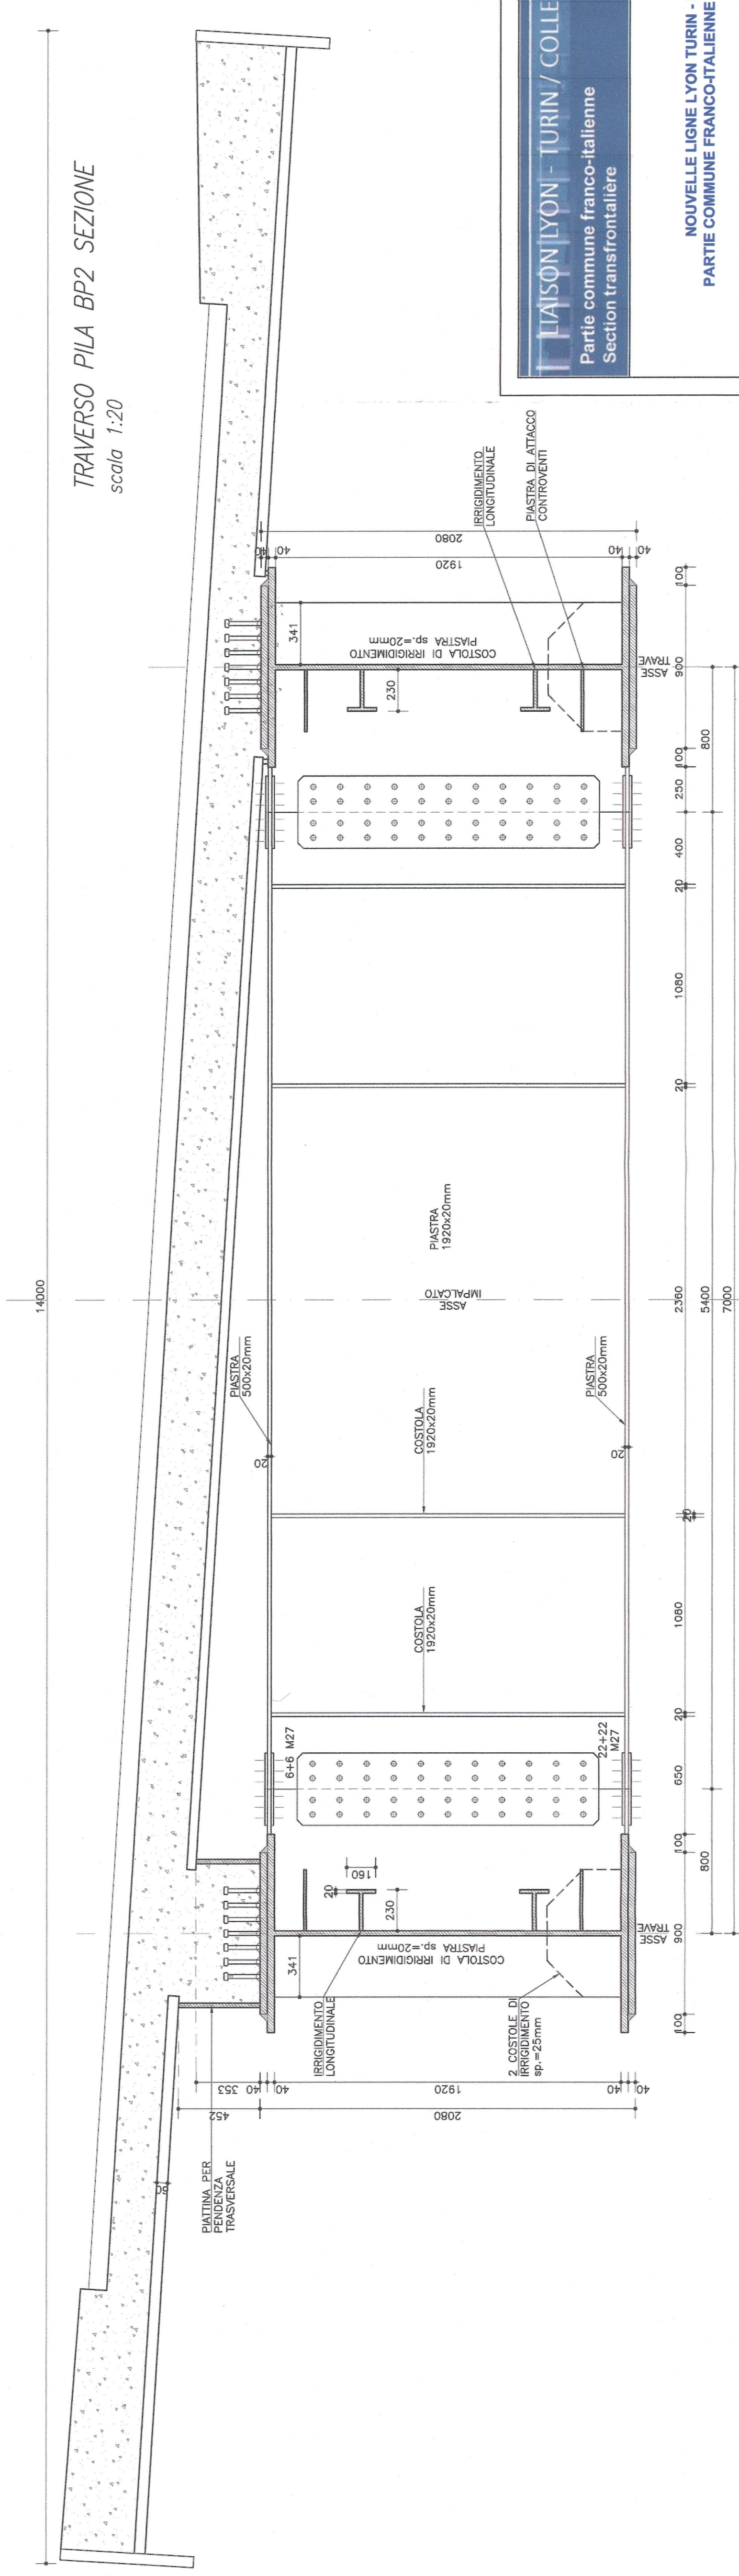 TRAVERSO PILA BP2 SEZIONE
scala 1:20
14000
LIAISON LYON - TURIN / COLLE
Partie commune franco-italienne
Section transfrontalière
NOUVELLE LIGNE LYON TURIN -
PARTIE COMMUNE FRANCO-ITALIENNE
PIATTINA PER
PENDENZA
TRASVERSALE
452
353
40
40
1920
2080
40
40
341
COSTOLA DI IRRIGIDIMENTO
PIASTRA sp.=20mm
IRRIGIDIMENTO
LONGITUDINALE
2 COSTOLE DI
IRRIGIDIMENTO
sp.=25mm
20
160
230
6+6 M27
22+22
M27
COSTOLA
1920x20mm
COSTOLA
1920x20mm
PIASTRA
500x20mm
20
PIASTRA
500x20mm
20
ASSE
IMPALCATO
PIASTRA
1920x20mm
230
341
COSTOLA DI IRRIGIDIMENTO
PIASTRA sp.=20mm
IRRIGIDIMENTO
LONGITUDINALE
PIASTRA DI ATTACCO
CONTROVENTI
40
40
1920
2080
40
40
ASSE
TRAVE
ASSE
TRAVE
100
900
100
650
20
1080
20
2360
20
1080
20
400
250
100
900
100
800
5400
800
7000